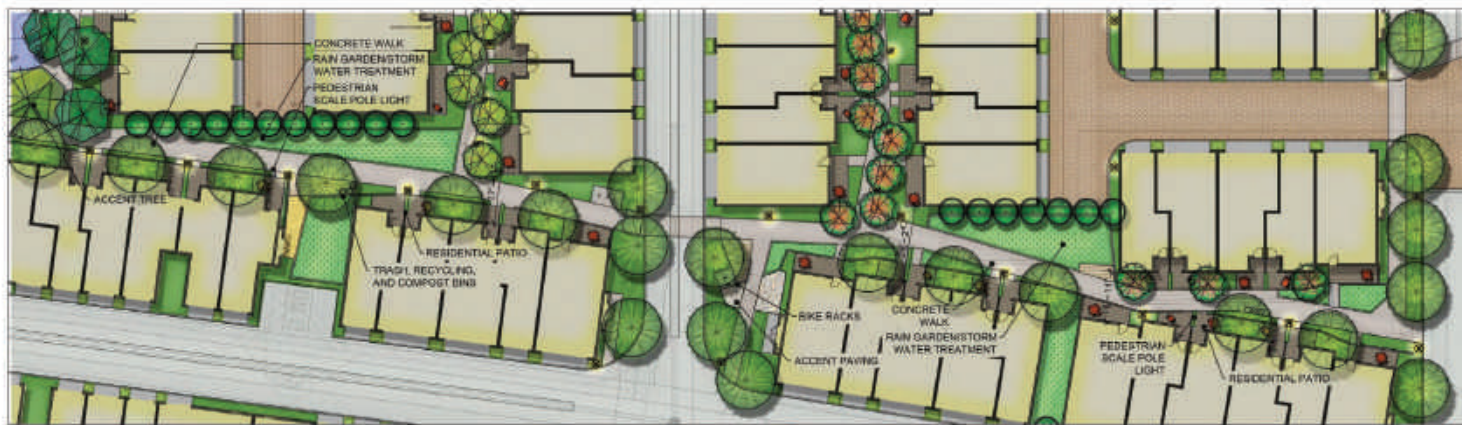 CONCRETE WALK
RAIN GARDEN/STORM
WATER TREATMENT
PEDESTRIAN
SCALE POLE LIGHT
ACCENT TREE
RESIDENTIAL PATIO
TRASH, RECYCLING,
AND COMPOST BINS
BIKE RACKS
ACCENT PAVING
CONCRETE
WALK
RAIN GARDEN/STORM
WATER TREATMENT
PEDESTRIAN
SCALE POLE
LIGHT
RESIDENTIAL PATIO